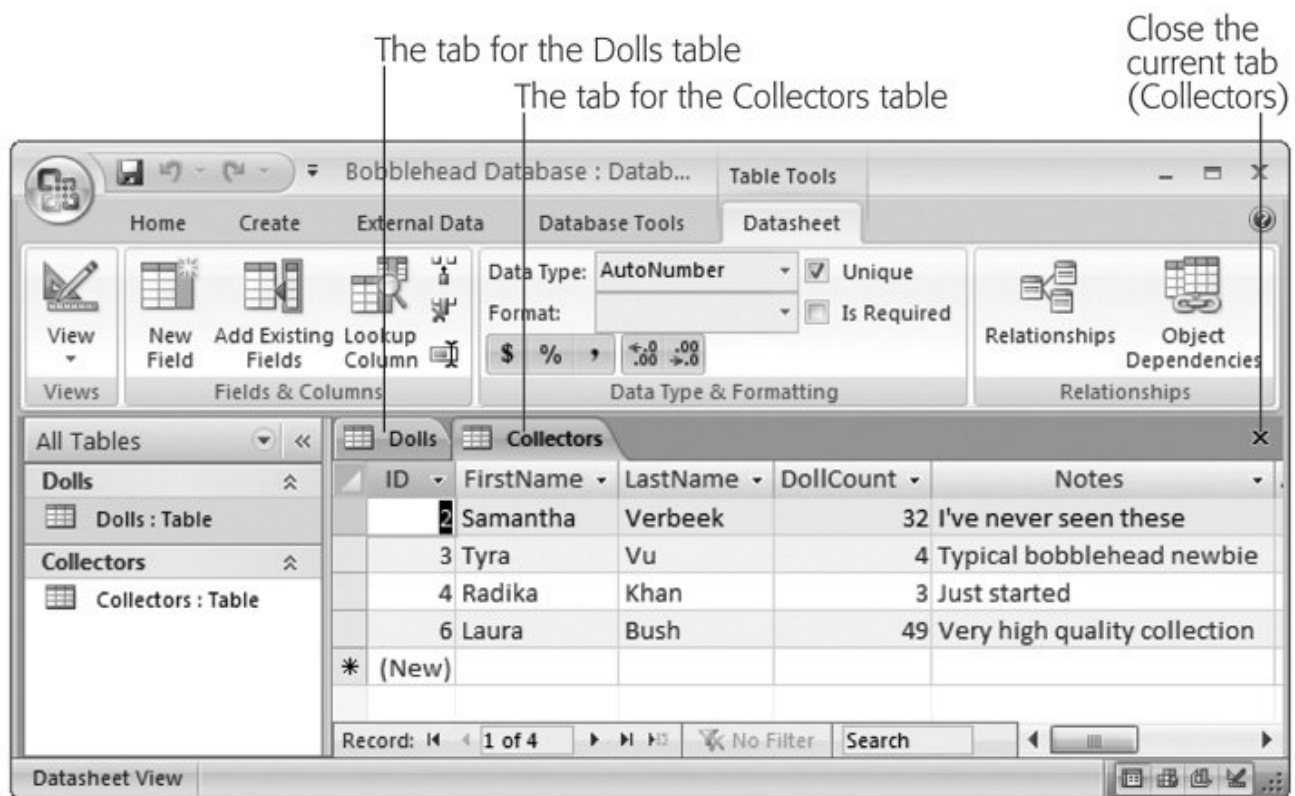 The tab for the Dolls table
The tab for the Collectors table
Close the
current tab
(Collectors)
Bobblehead Database : Datab...
Table Tools
Home Create External Data Database Tools Datasheet
View
New Field
Add Existing Fields
Lookup Column
Data Type: AutoNumber
Unique
Format:
Is Required
$ % , .0 .00 .00 .0
Relationships
Object Dependencies
Views Fields & Columns Data Type & Formatting Relationships
All Tables
Dolls
Dolls : Table
Collectors
Collectors : Table
Dolls Collectors
ID FirstName LastName DollCount Notes
2 Samantha Verbeek 32 I've never seen these
3 Tyra Vu 4 Typical bobblehead newbie
4 Radika Khan 3 Just started
6 Laura Bush 49 Very high quality collection
* (New)
Record: 1 of 4 No Filter Search
Datasheet View